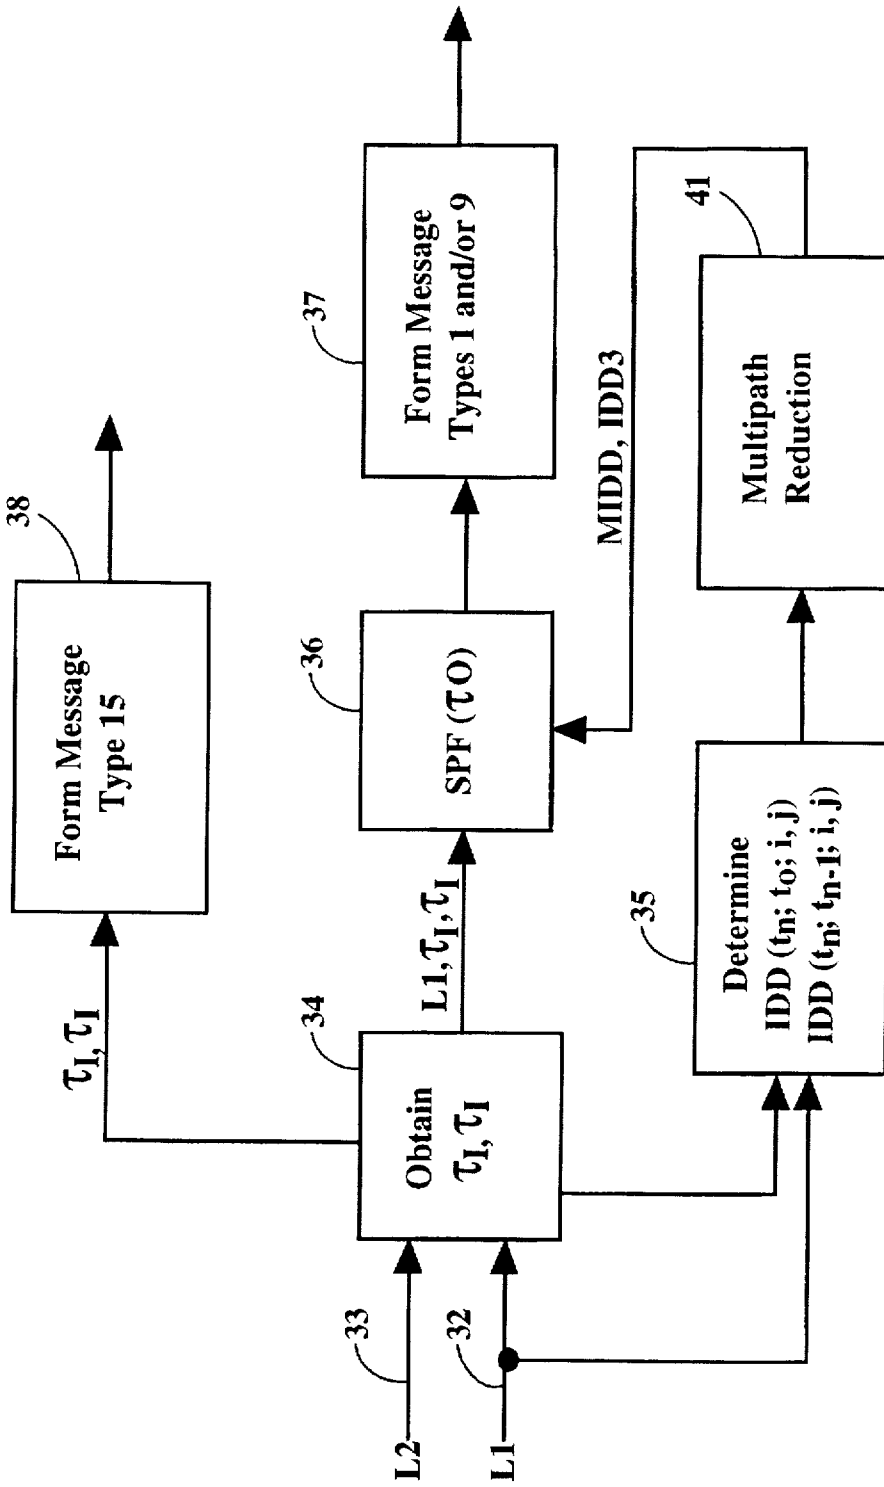 38
Form Message
Type 15
τI, τI
L2
33
L1
32
34
Obtain
τI, τI
L1, τI, τI
36
SPF (τO)
37
Form Message
Types 1 and/or 9
MIDD, IDD3
35
Determine
IDD (tn; to; i, j)
IDD (tn; tn-1; i, j)
41
Multipath
Reduction